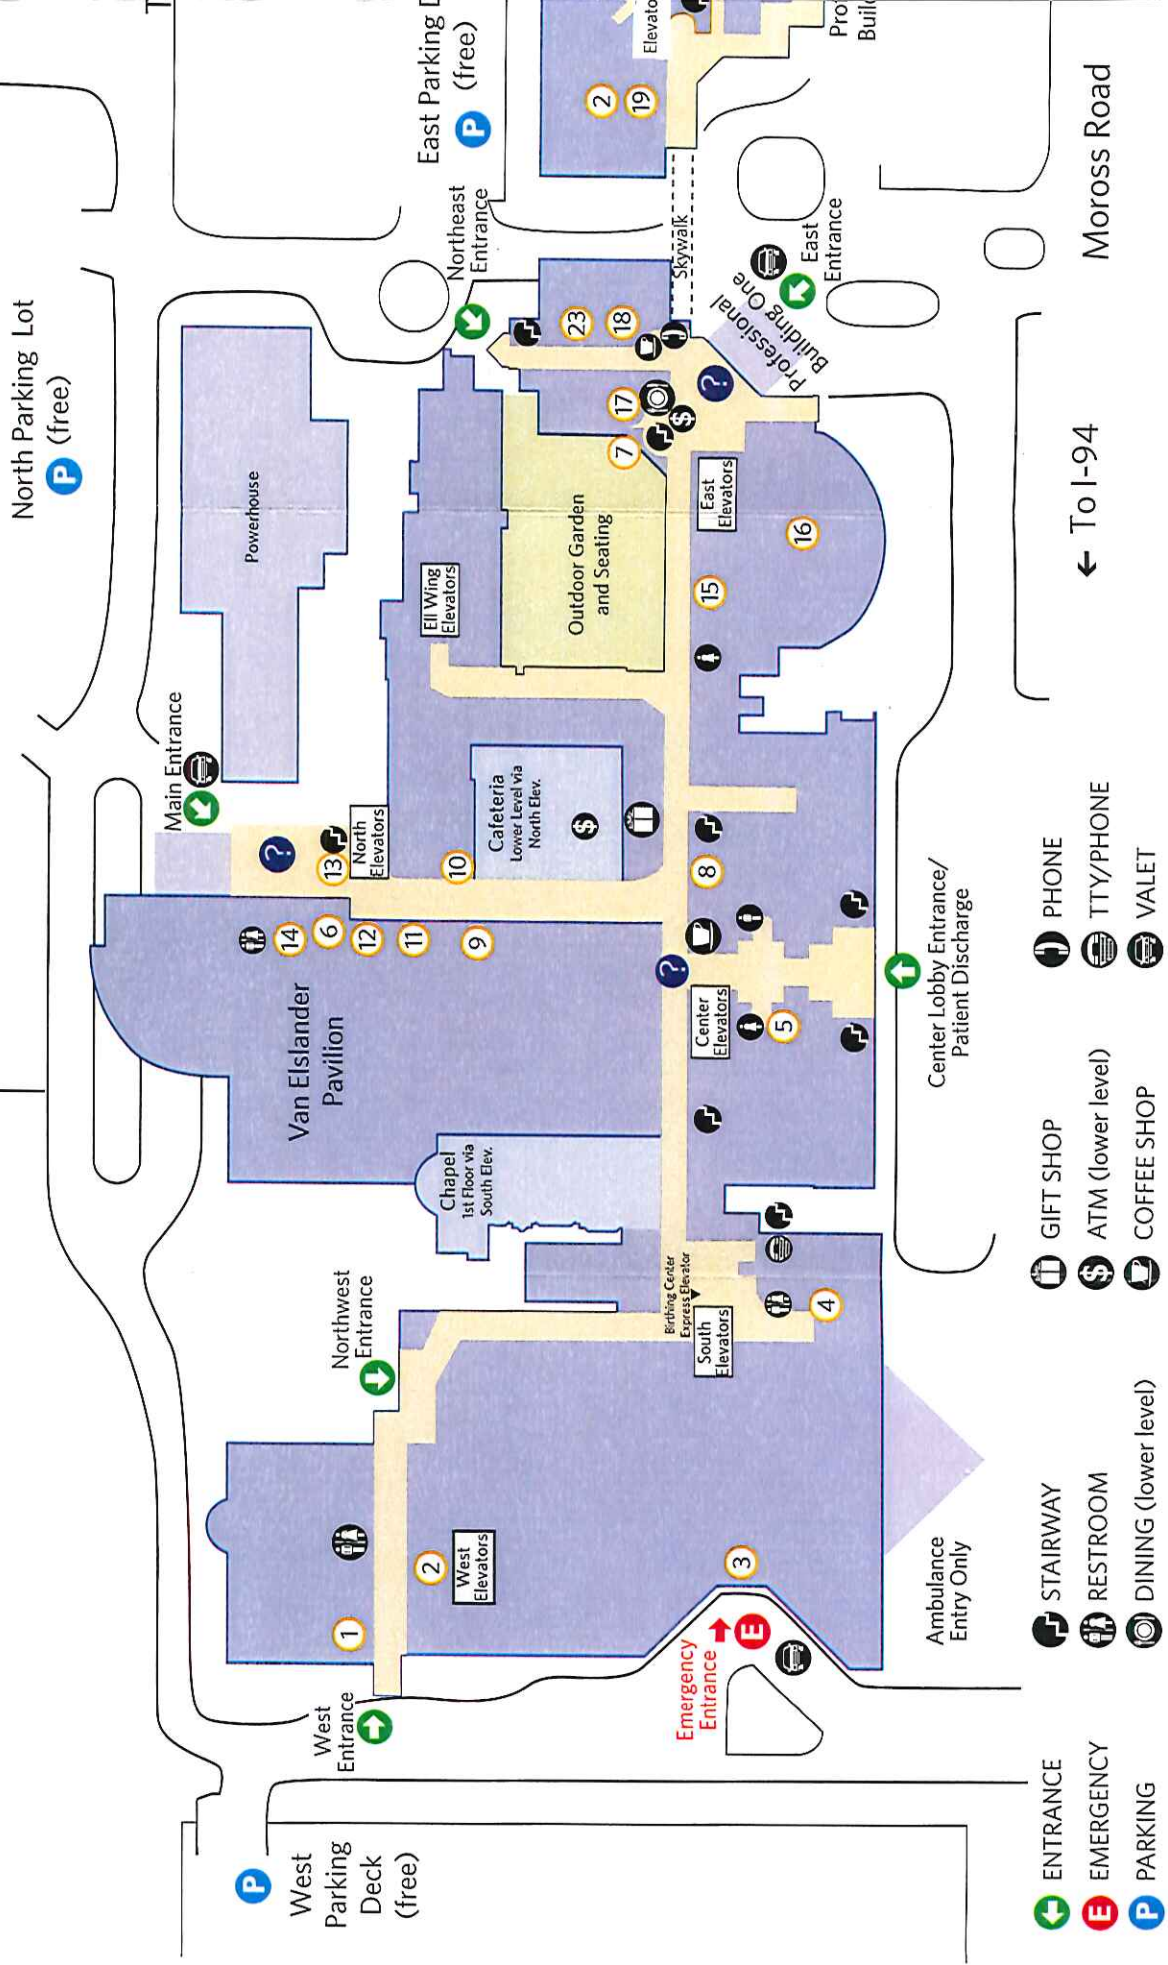 North Parking Lot
P (free)
East Parking D
P (free)
T
Pro
Buil
Elevato
2
19
Northeast
Entrance
Skywalk
East
Entrance
Professional
Building One
Moross Road
← To I-94
Powerhouse
Main Entrance
?
13
North
Elevators
Ell Wing
Elevators
Outdoor Garden
and Seating
23
18
17
7
$
?
East
Elevators
15
16
Cafeteria
Lower Level via
North Elev.
$
10
8
Van Elslander
Pavilion
14
6
12
11
9
?
Center
Elevators
5
Center Lobby Entrance/
Patient Discharge
Chapel
1st Floor via
South Elev.
Northwest
Entrance
Birthing Center
Express Elevator
South
Elevators
4
1
2
West
Elevators
3
West
Entrance
Emergency
Entrance
E
Ambulance
Entry Only
P
West
Parking
Deck
(free)
ENTRANCE
E EMERGENCY
P PARKING
STAIRWAY
RESTROOM
DINING (lower level)
GIFT SHOP
$ ATM (lower level)
COFFEE SHOP
PHONE
TTY/PHONE
VALET